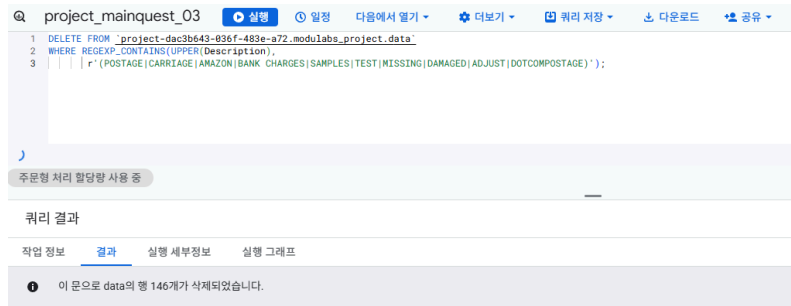 project_mainquest_03 실행 일정 다음에서 열기 더보기 쿼리 저장 다운로드 공유
1 DELETE FROM `project-dac3b643-036f-483e-a72.modulabs_project.data`
2 WHERE REGEXP_CONTAINS(UPPER(Description),
3 r'(POSTAGE|CARRIAGE|AMAZON|BANK CHARGES|SAMPLES|TEST|MISSING|DAMAGED|ADJUST|DOTCOMPOSTAGE)');
주문형 처리 할당량 사용 중
쿼리 결과
작업 정보 결과 실행 세부정보 실행 그래프
이 문으로 data의 행 146개가 삭제되었습니다.